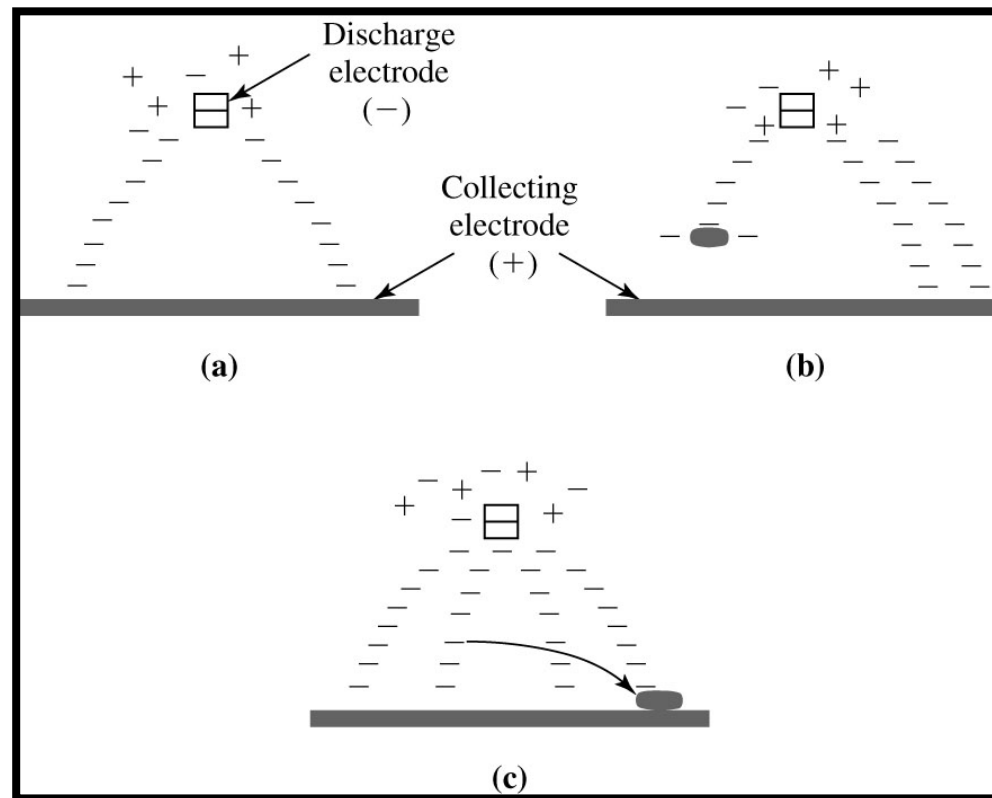 Discharge
electrode
(−)
Collecting
electrode
(+)
(a)
(b)
(c)